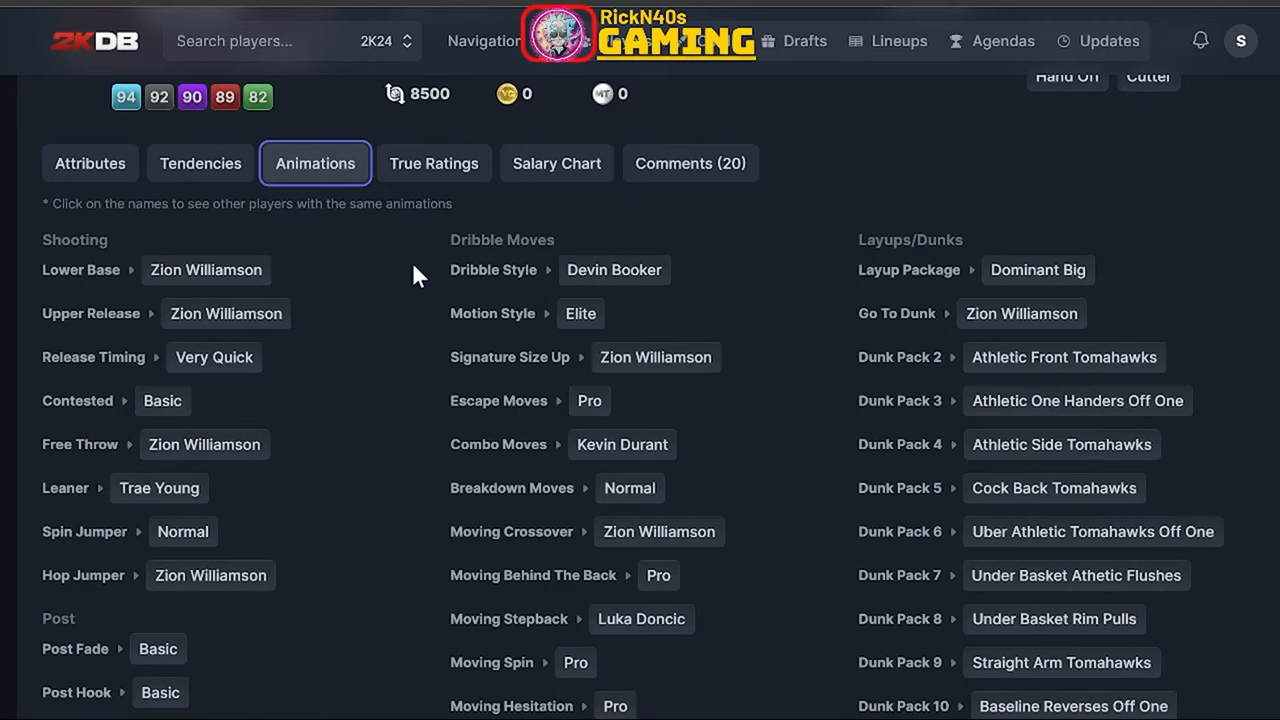 RickN40s
GAMING
2KDB
Search players...
2K24
Navigation
Drafts
Lineups
Agendas
Updates
S
94 92 90 89 82
8500
YC 0
MT 0
Hand Off
Cutter
Attributes
Tendencies
Animations
True Ratings
Salary Chart
Comments (20)
* Click on the names to see other players with the same animations
Shooting
Lower Base Zion Williamson
Upper Release Zion Williamson
Release Timing Very Quick
Contested Basic
Free Throw Zion Williamson
Leaner Trae Young
Spin Jumper Normal
Hop Jumper Zion Williamson
Post
Post Fade Basic
Post Hook Basic
Dribble Moves
Dribble Style Devin Booker
Motion Style Elite
Signature Size Up Zion Williamson
Escape Moves Pro
Combo Moves Kevin Durant
Breakdown Moves Normal
Moving Crossover Zion Williamson
Moving Behind The Back Pro
Moving Stepback Luka Doncic
Moving Spin Pro
Moving Hesitation Pro
Layups/Dunks
Layup Package Dominant Big
Go To Dunk Zion Williamson
Dunk Pack 2 Athletic Front Tomahawks
Dunk Pack 3 Athletic One Handers Off One
Dunk Pack 4 Athletic Side Tomahawks
Dunk Pack 5 Cock Back Tomahawks
Dunk Pack 6 Uber Athletic Tomahawks Off One
Dunk Pack 7 Under Basket Athetic Flushes
Dunk Pack 8 Under Basket Rim Pulls
Dunk Pack 9 Straight Arm Tomahawks
Dunk Pack 10 Baseline Reverses Off One